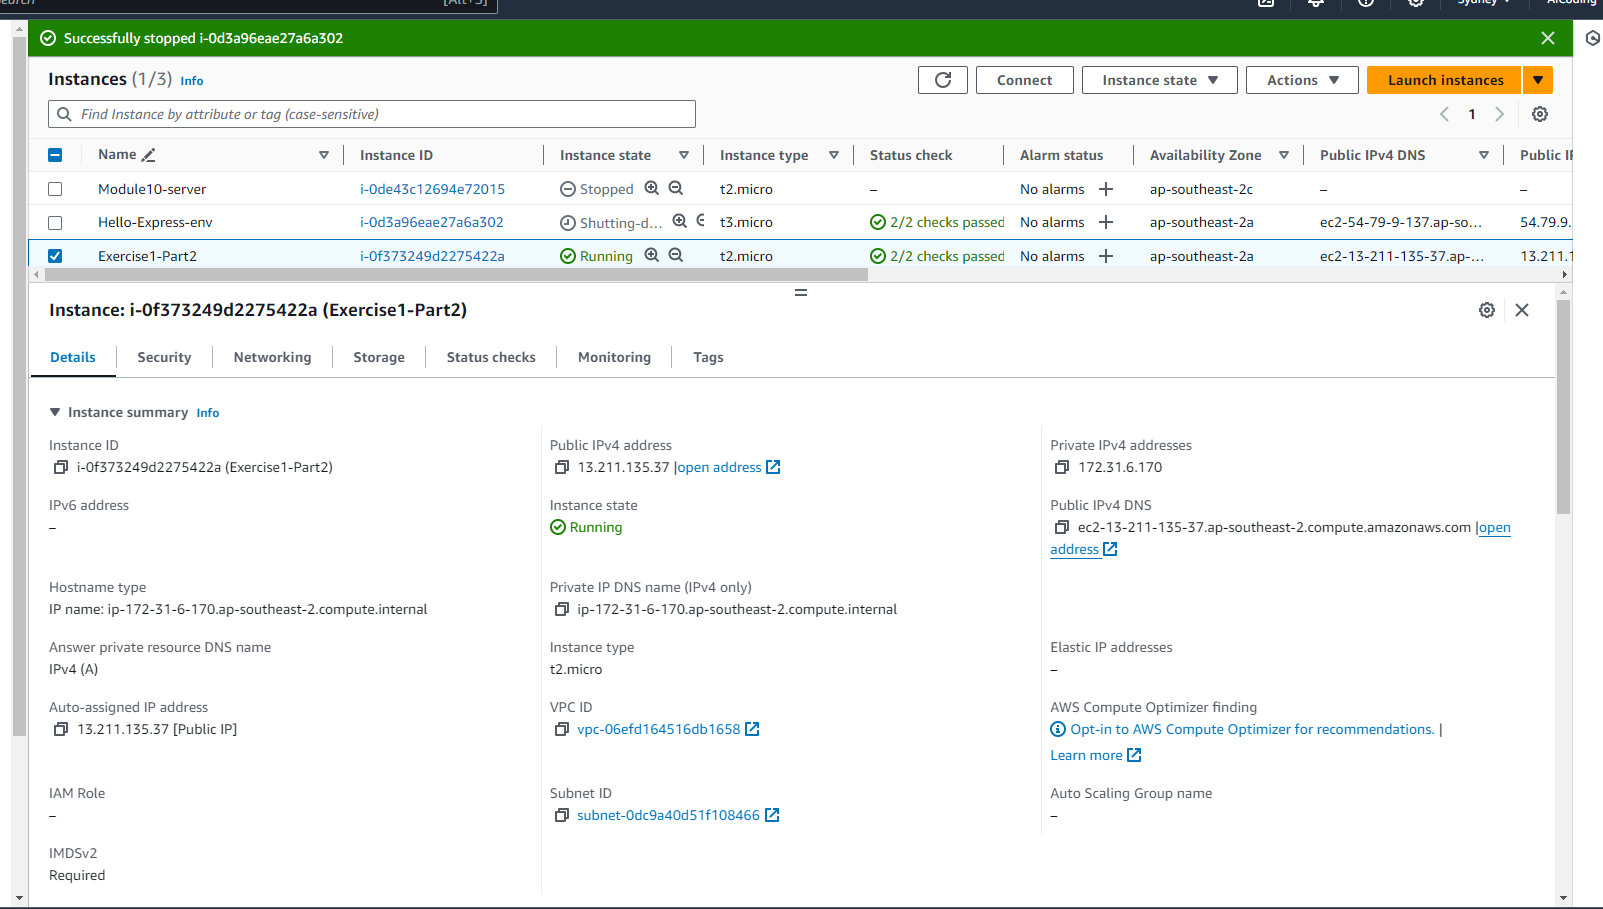 [Alt+S]
Sydney
Successfully stopped i-0d3a96eae27a6a302
Instances (1/3) Info
Connect
Instance state
Actions
Launch instances
Find Instance by attribute or tag (case-sensitive)
1
Name Instance ID Instance state Instance type Status check Alarm status Availability Zone Public IPv4 DNS Public
Module10-server i-0de43c12694e72015 Stopped t2.micro – No alarms ap-southeast-2c – –
Hello-Express-env i-0d3a96eae27a6a302 Shutting-d... t3.micro 2/2 checks passed No alarms ap-southeast-2a ec2-54-79-9-137.ap-so... 54.79.9.
Exercise1-Part2 i-0f373249d2275422a Running t2.micro 2/2 checks passed No alarms ap-southeast-2a ec2-13-211-135-37.ap-... 13.211.1
Instance: i-0f373249d2275422a (Exercise1-Part2)
Details Security Networking Storage Status checks Monitoring Tags
Instance summary Info
Instance ID
i-0f373249d2275422a (Exercise1-Part2)
Public IPv4 address
13.211.135.37 |open address
Private IPv4 addresses
172.31.6.170
IPv6 address
–
Instance state
Running
Public IPv4 DNS
ec2-13-211-135-37.ap-southeast-2.compute.amazonaws.com |open
address
Hostname type
IP name: ip-172-31-6-170.ap-southeast-2.compute.internal
Private IP DNS name (IPv4 only)
ip-172-31-6-170.ap-southeast-2.compute.internal
Answer private resource DNS name
IPv4 (A)
Instance type
t2.micro
Elastic IP addresses
–
Auto-assigned IP address
13.211.135.37 [Public IP]
VPC ID
vpc-06efd164516db1658
AWS Compute Optimizer finding
Opt-in to AWS Compute Optimizer for recommendations. |
Learn more
IAM Role
–
Subnet ID
subnet-0dc9a40d51f108466
Auto Scaling Group name
–
IMDSv2
Required